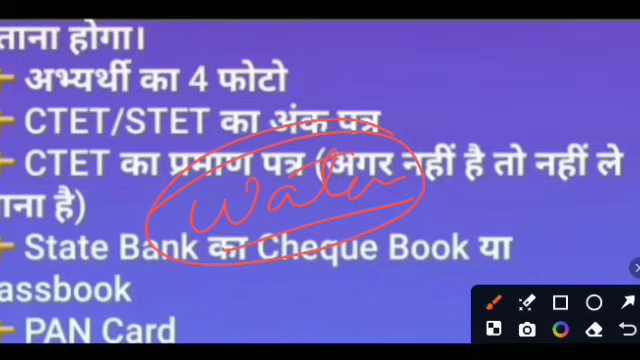 ताना होगा।
अभ्यर्थी का 4 फोटो
CTET/STET का अंक पत्र
CTET का प्रमाण पत्र (अगर नहीं है तो नहीं ले
ाना है)
State Bank का Cheque Book या
assbook
PAN Card